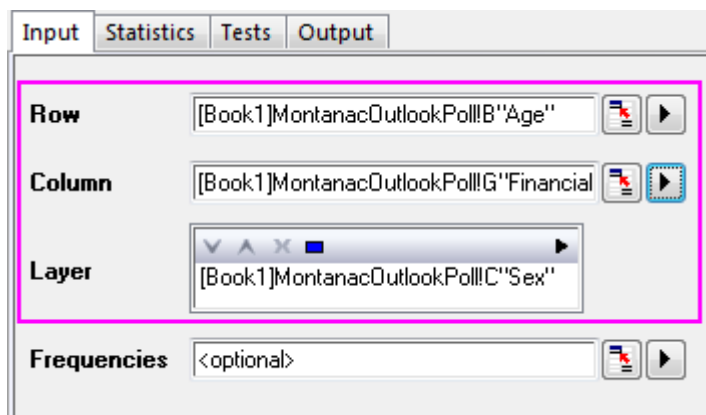 Input Statistics Tests Output
Row [Book1]MontanacOutlookPoll!B"Age"
Column [Book1]MontanacOutlookPoll!G"Financial
Layer [Book1]MontanacOutlookPoll!C"Sex"
Frequencies <optional>